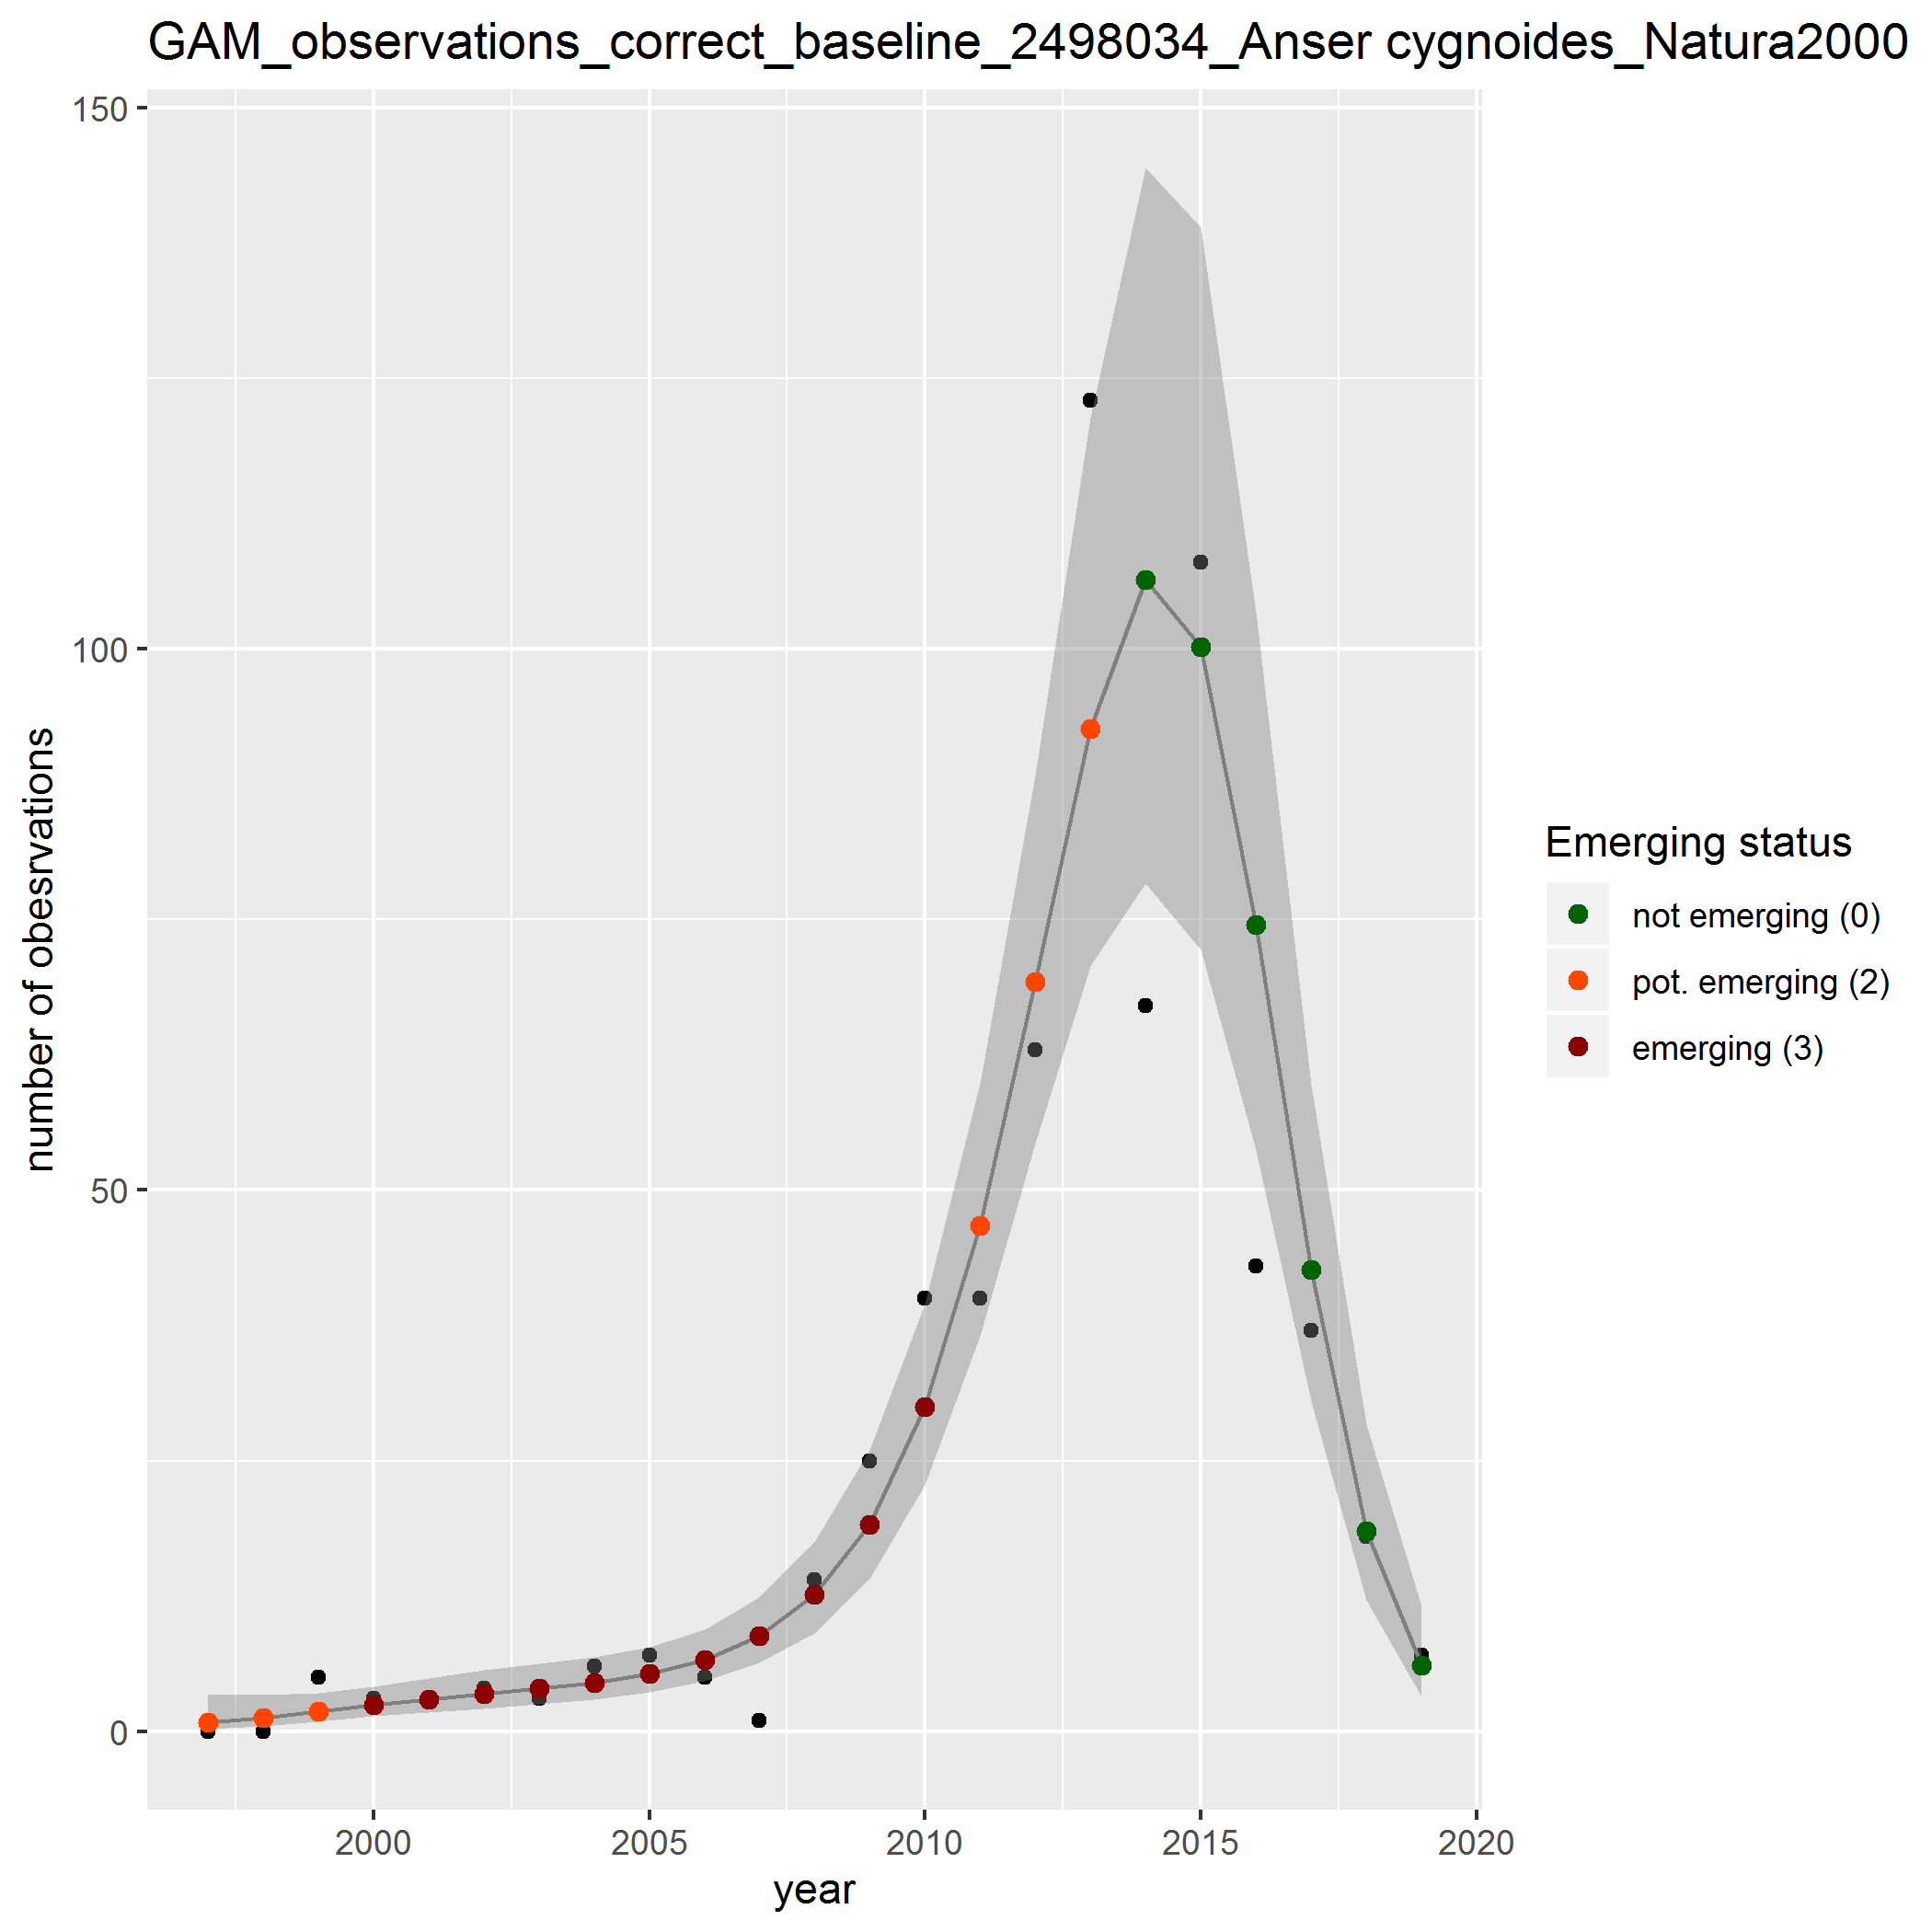 GAM_observations_correct_baseline_2498034_Anser cygnoides_Natura2000
150
100
50
0
number of obesrvations
2000
2005
2010
2015
2020
year
Emerging status
not emerging (0)
pot. emerging (2)
emerging (3)